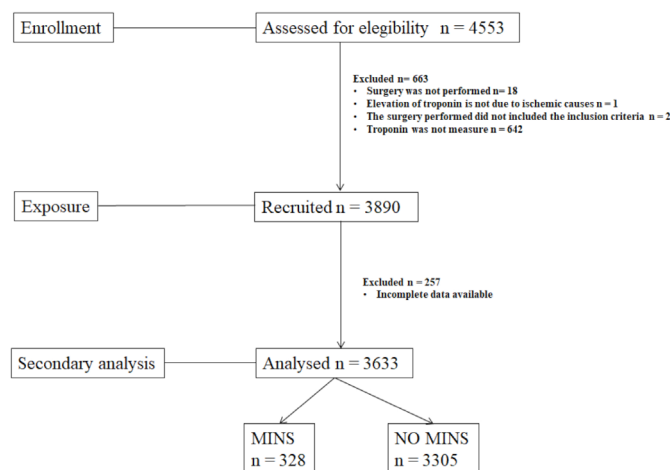 Enrollment
Assessed for elegibility n = 4553
Excluded n= 663
• Surgery was not performed n= 18
• Elevation of troponin is not due to ischemic causes n = 1
• The surgery performed did not included the inclusion criteria n = 2
• Troponin was not measure n = 642
Exposure
Recruited n = 3890
Excluded n = 257
• Incomplete data available
Secondary analysis
Analysed n = 3633
MINS
n = 328
NO MINS
n = 3305